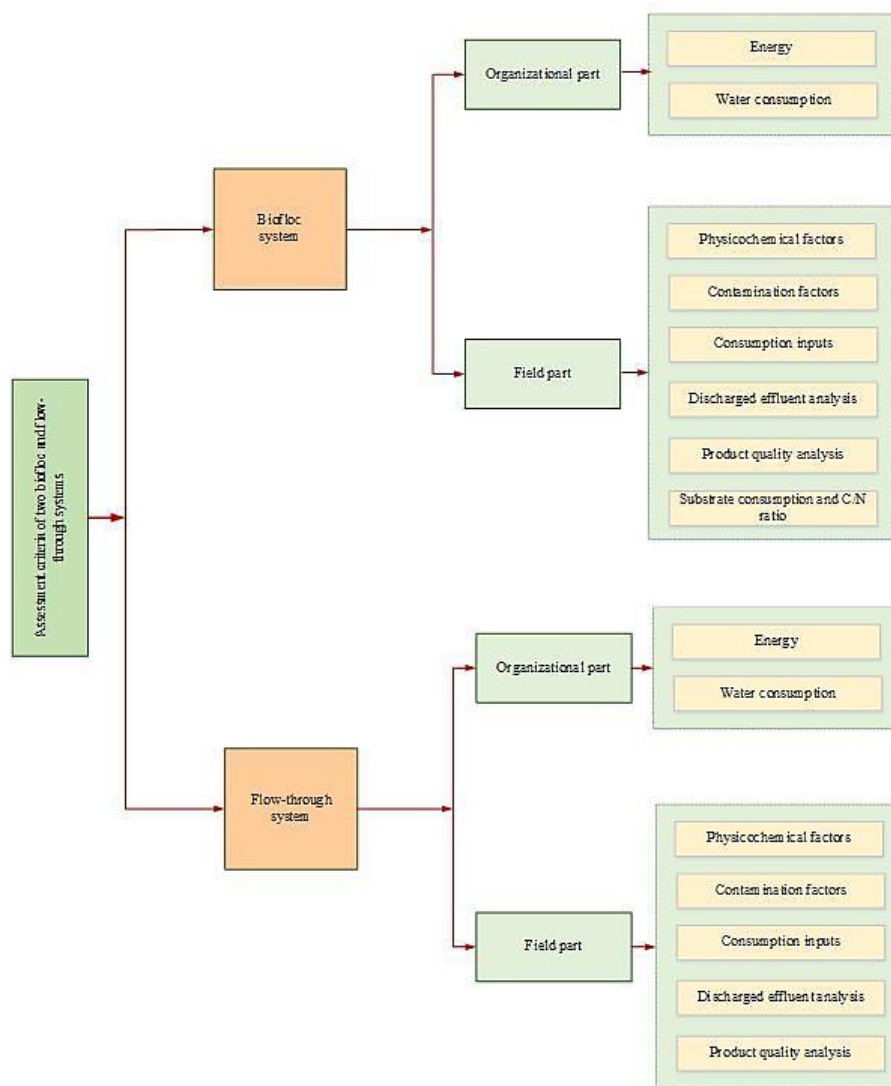 Assessment criteria of two biofloc and flow-
through systems
Biofloc
system
Organizational part
Energy
Water consumption
Field part
Physicochemical factors
Contamination factors
Consumption inputs
Discharged effluent analysis
Product quality analysis
Substrate consumption and C/N
ratio
Flow-through
system
Organizational part
Energy
Water consumption
Field part
Physicochemical factors
Contamination factors
Consumption inputs
Discharged effluent analysis
Product quality analysis